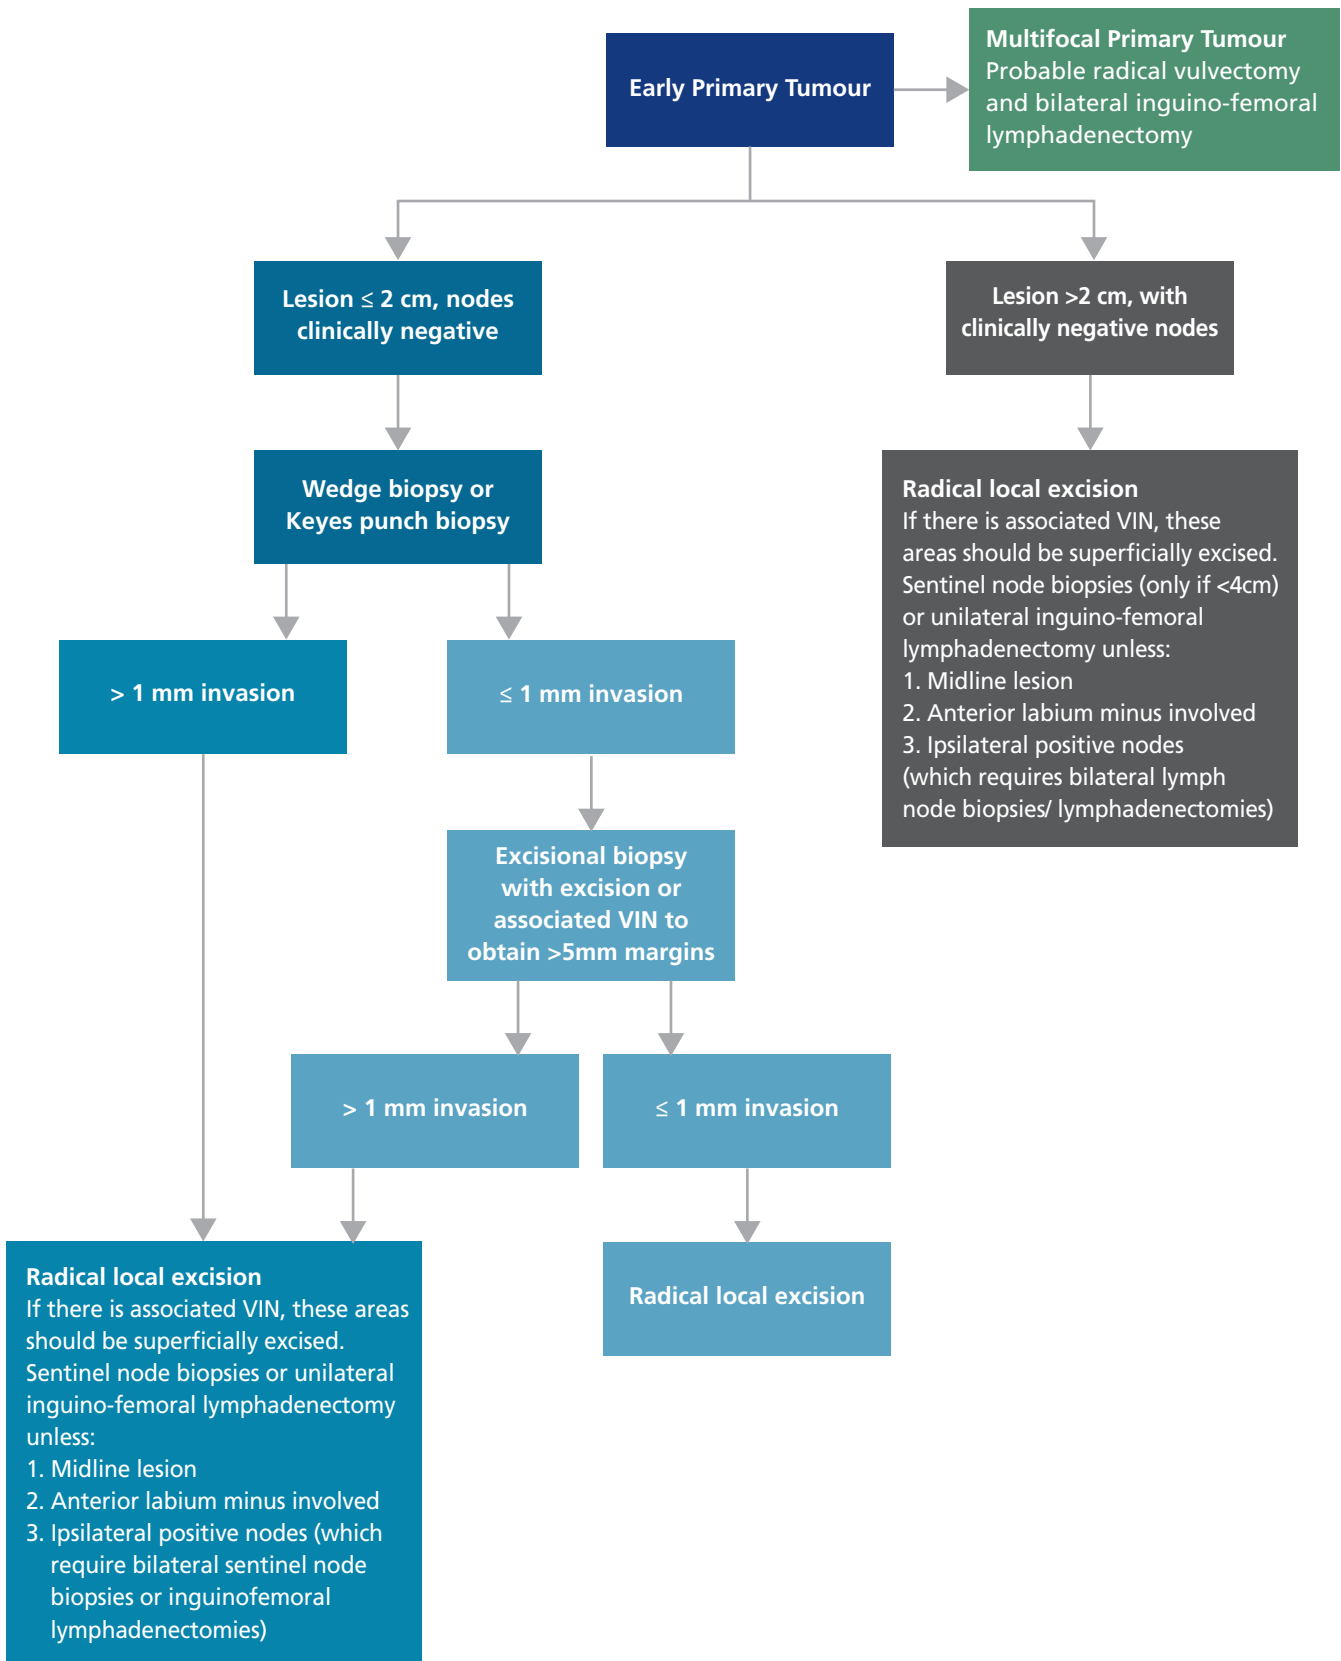 Early Primary Tumour
Multifocal Primary Tumour
Probable radical vulvectomy
and bilateral inguino-femoral
lymphadenectomy
Lesion ≤ 2 cm, nodes
clinically negative
Lesion >2 cm, with
clinically negative nodes
Wedge biopsy or
Keyes punch biopsy
Radical local excision
If there is associated VIN, these
areas should be superficially excised.
Sentinel node biopsies (only if <4cm)
or unilateral inguino-femoral
lymphadenectomy unless:
1. Midline lesion
2. Anterior labium minus involved
3. Ipsilateral positive nodes
(which requires bilateral lymph
node biopsies/ lymphadenectomies)
> 1 mm invasion
≤ 1 mm invasion
Excisional biopsy
with excision or
associated VIN to
obtain >5mm margins
> 1 mm invasion
≤ 1 mm invasion
Radical local excision
If there is associated VIN, these areas
should be superficially excised.
Sentinel node biopsies or unilateral
inguino-femoral lymphadenectomy
unless:
1. Midline lesion
2. Anterior labium minus involved
3. Ipsilateral positive nodes (which
require bilateral sentinel node
biopsies or inguinofemoral
lymphadenectomies)
Radical local excision